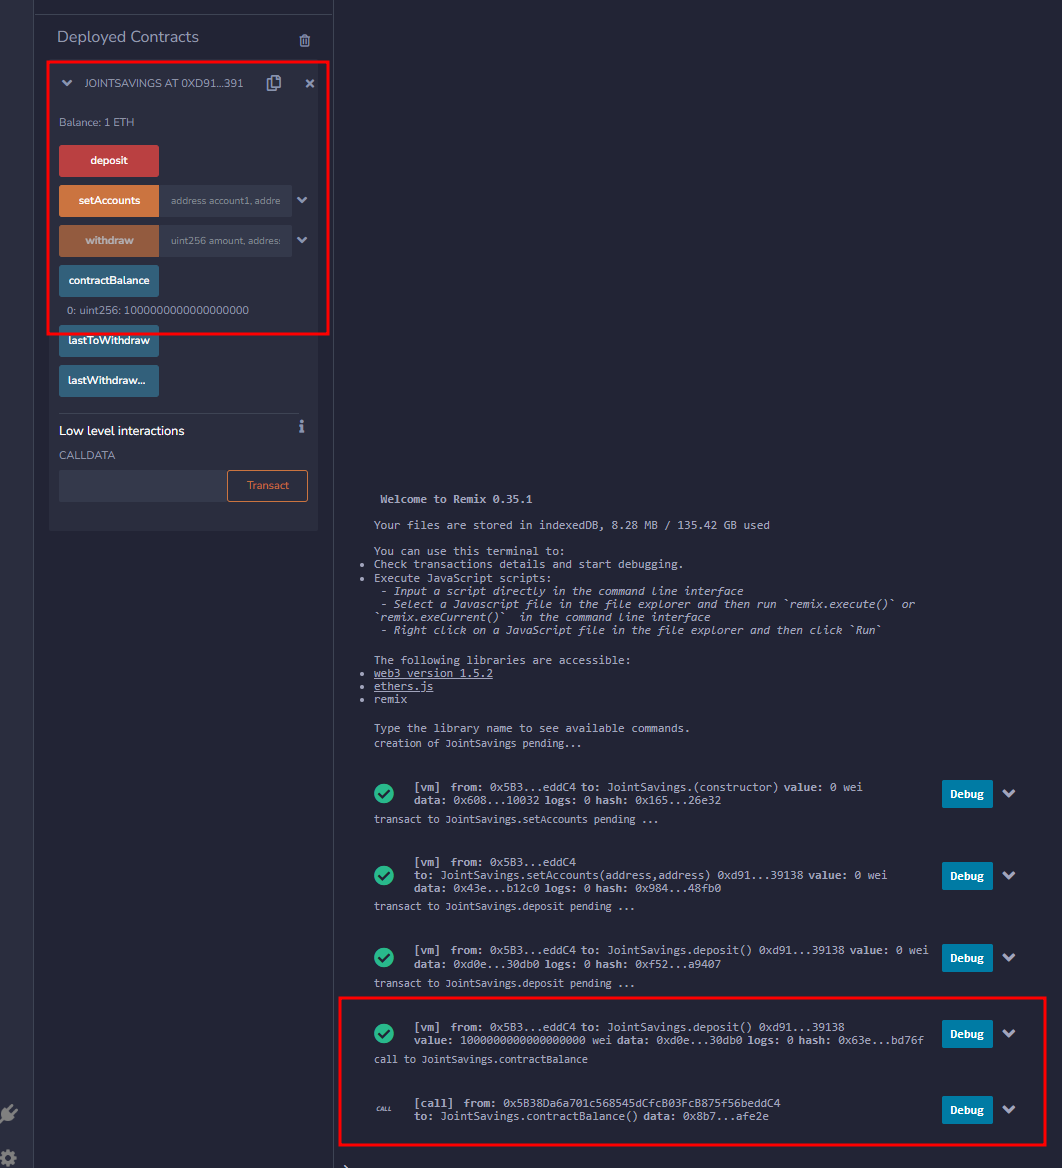 Deployed Contracts
JOINTSAVINGS AT 0XD91...391
Balance: 1 ETH
deposit
setAccounts address account1, addre
withdraw uint256 amount, address
contractBalance
0: uint256: 1000000000000000000
lastToWithdraw
lastWithdraw...
Low level interactions
CALLDATA
Transact
Welcome to Remix 0.35.1
Your files are stored in indexedDB, 8.28 MB / 135.42 GB used
You can use this terminal to:
Check transactions details and start debugging.
Execute JavaScript scripts:
- Input a script directly in the command line interface
- Select a Javascript file in the file explorer and then run `remix.execute()` or
`remix.exeCurrent()` in the command line interface
- Right click on a JavaScript file in the file explorer and then click `Run`
The following libraries are accessible:
web3 version 1.5.2
ethers.js
remix
Type the library name to see available commands.
creation of JointSavings pending...
[vm] from: 0x5B3...eddC4 to: JointSavings.(constructor) value: 0 wei
data: 0x608...10032 logs: 0 hash: 0x165...26e32
Debug
transact to JointSavings.setAccounts pending ...
[vm] from: 0x5B3...eddC4
to: JointSavings.setAccounts(address,address) 0xd91...39138 value: 0 wei
data: 0x43e...b12c0 logs: 0 hash: 0x984...48fb0
Debug
transact to JointSavings.deposit pending ...
[vm] from: 0x5B3...eddC4 to: JointSavings.deposit() 0xd91...39138 value: 0 wei
data: 0xd0e...30db0 logs: 0 hash: 0xf52...a9407
Debug
transact to JointSavings.deposit pending ...
[vm] from: 0x5B3...eddC4 to: JointSavings.deposit() 0xd91...39138
value: 1000000000000000000 wei data: 0xd0e...30db0 logs: 0 hash: 0x63e...bd76f
Debug
call to JointSavings.contractBalance
CALL
[call] from: 0x5B38Da6a701c568545dCfcB03FcB875f56beddC4
to: JointSavings.contractBalance() data: 0x8b7...afe2e
Debug